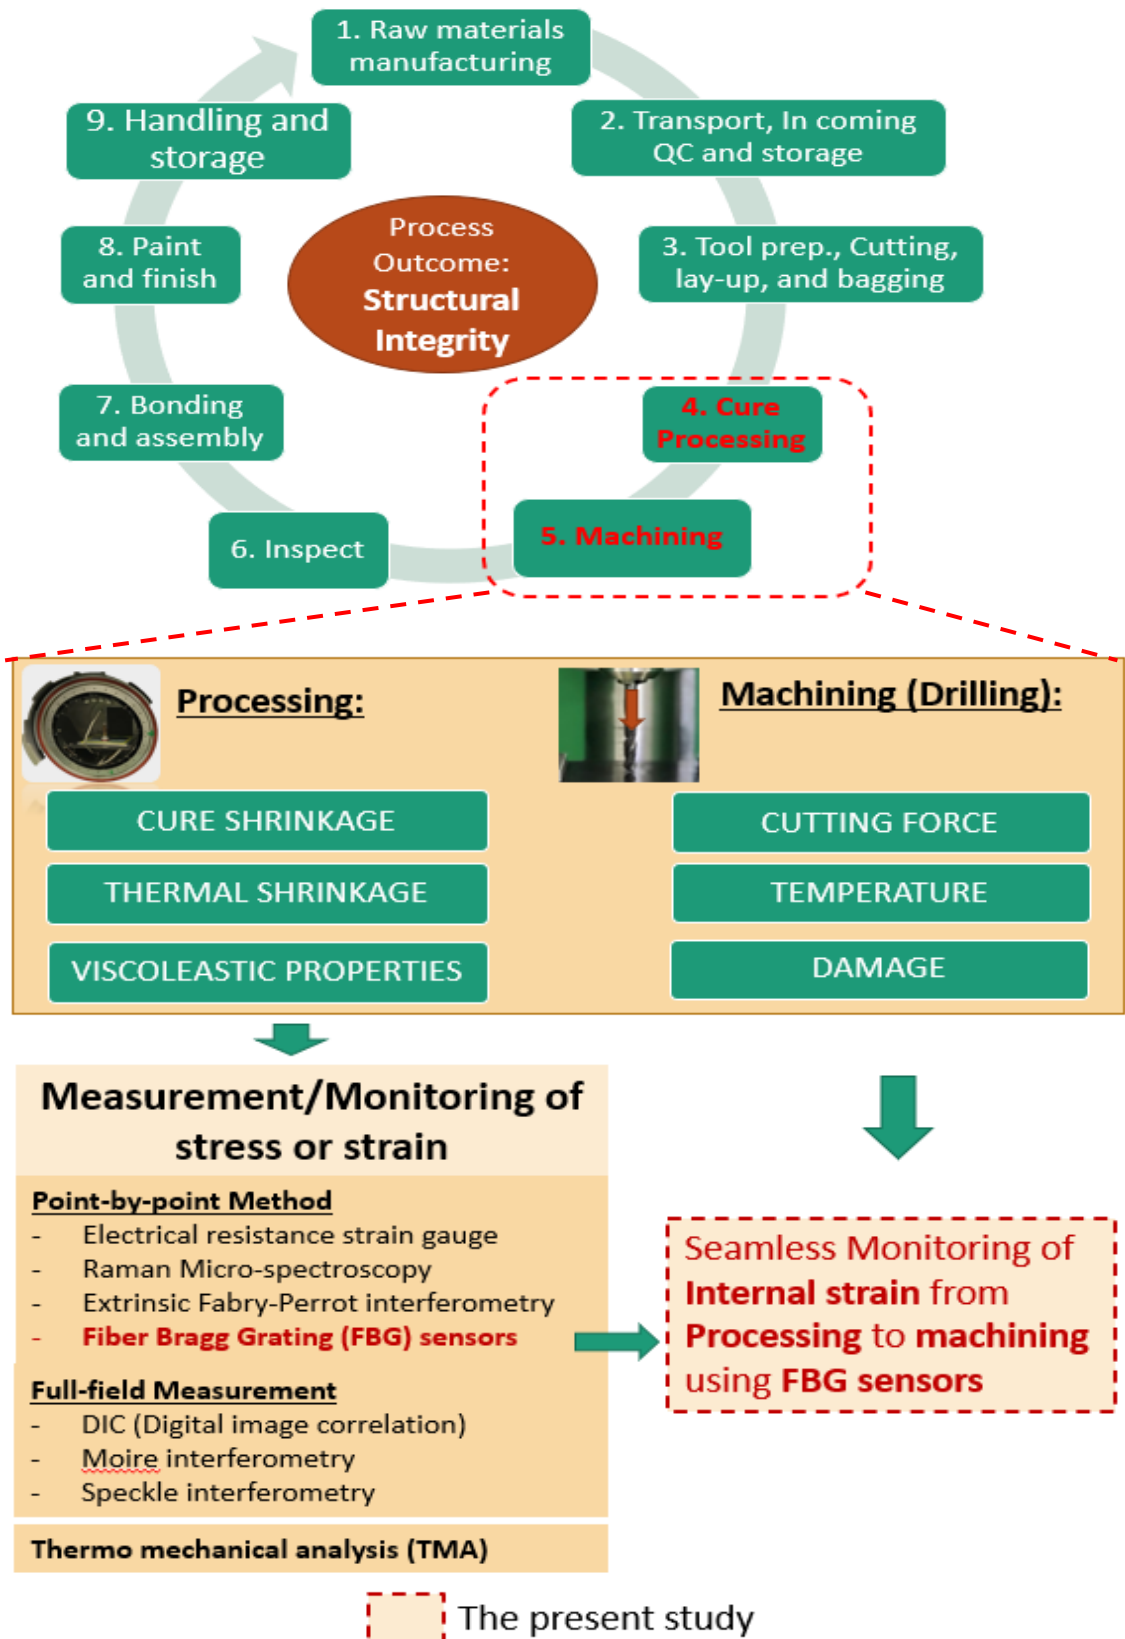 1. Raw materials
manufacturing
2. Transport, In coming
QC and storage
3. Tool prep., Cutting,
lay-up, and bagging
4. Cure
Processing
5. Machining
6. Inspect
7. Bonding
and assembly
8. Paint
and finish
9. Handling and
storage
Process
Outcome:
Structural
Integrity
Processing:
CURE SHRINKAGE
THERMAL SHRINKAGE
VISCOLEASTIC PROPERTIES
Machining (Drilling):
CUTTING FORCE
TEMPERATURE
DAMAGE
Measurement/Monitoring of
stress or strain
Point-by-point Method
- Electrical resistance strain gauge
- Raman Micro-spectroscopy
- Extrinsic Fabry-Perrot interferometry
- Fiber Bragg Grating (FBG) sensors
Full-field Measurement
- DIC (Digital image correlation)
- Moire interferometry
- Speckle interferometry
Thermo mechanical analysis (TMA)
Seamless Monitoring of
Internal strain from
Processing to machining
using FBG sensors
The present study